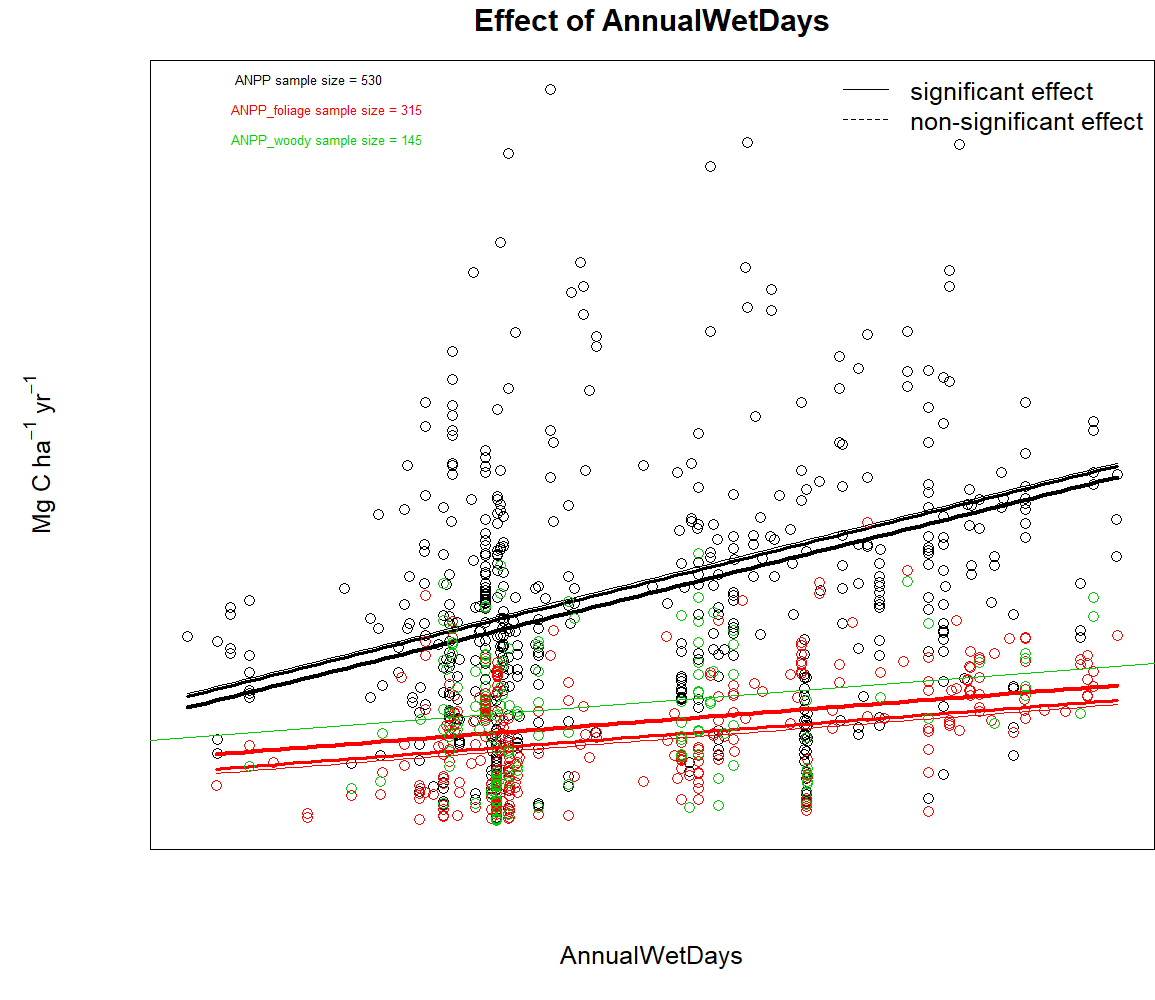 Effect of AnnualWetDays
ANPP sample size = 530
ANPP_foliage sample size = 315
ANPP_woody sample size = 145
significant effect
non-significant effect
Mg C ha⁻¹ yr⁻¹
AnnualWetDays